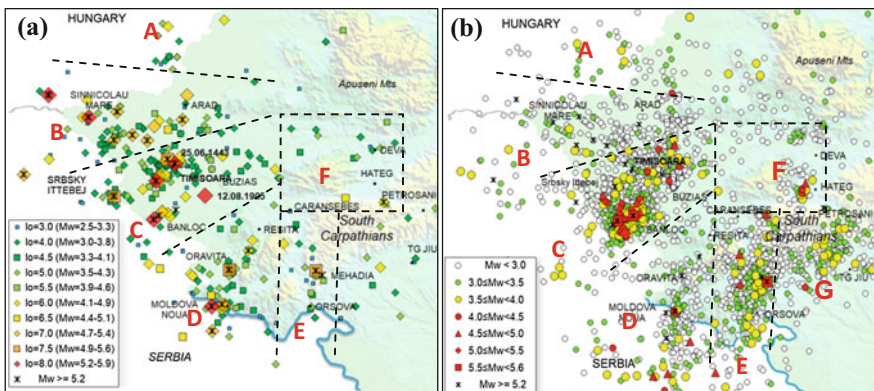 (a)
HUNGARY
A
Apuseni Mts
SINNICOLAU
MARE
ARAD
B
25.06.1441
DEVA
SRBSKY
ITTEBEJ
TIMISOARA
F
HATEG
BUZIAS
12.08.1905
PETROSANI
CARANSEBES
South
Carpathians
C
BANLOC
RESITA
TG JIU
ORAVITA
MEHADIA
MOLDOVA
NOUA
ORSOVA
D
E
SERBIA
Io=3.0 (Mw=2.5-3.3)
Io=4.0 (Mw=3.0-3.8)
Io=4.5 (Mw=3.3-4.1)
Io=5.0 (Mw=3.5-4.3)
Io=5.5 (Mw=3.9-4.6)
Io=6.0 (Mw=4.1-4.9)
Io=6.5 (Mw=4.4-5.1)
Io=7.0 (Mw=4.7-5.4)
Io=7.5 (Mw=4.9-5.6)
Io=8.0 (Mw=5.2-5.9)
Mw >= 5.2
(b)
HUNGARY
A
Apuseni Mts
SINNICOLAU
MARE
ARAD
B
TIMISOARA
DEVA
Srbsky Ittebej
F
HATEG
BUZIAS
PETROSANI
CARANSEBES
South
Carpathians
BANLOC
RESITA
C
TG JIU
ORAVITA
E
G
MOLDOVA
NOUA
ORSOVA
D
SERBIA
E
Mw < 3.0
3.0≤Mw<3.5
3.5≤Mw<4.0
4.0≤Mw<4.5
4.5≤Mw<5.0
5.0≤Mw<5.5
5.5≤Mw<5.6
Mw >= 5.2